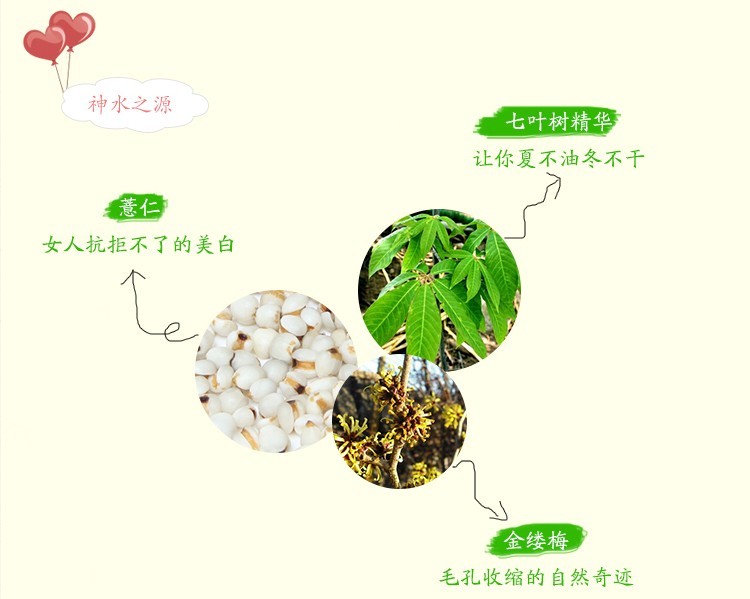 神水之源
七叶树精华
让你夏不油冬不干
薏仁
女人抗拒不了的美白
金缕梅
毛孔收缩的自然奇迹